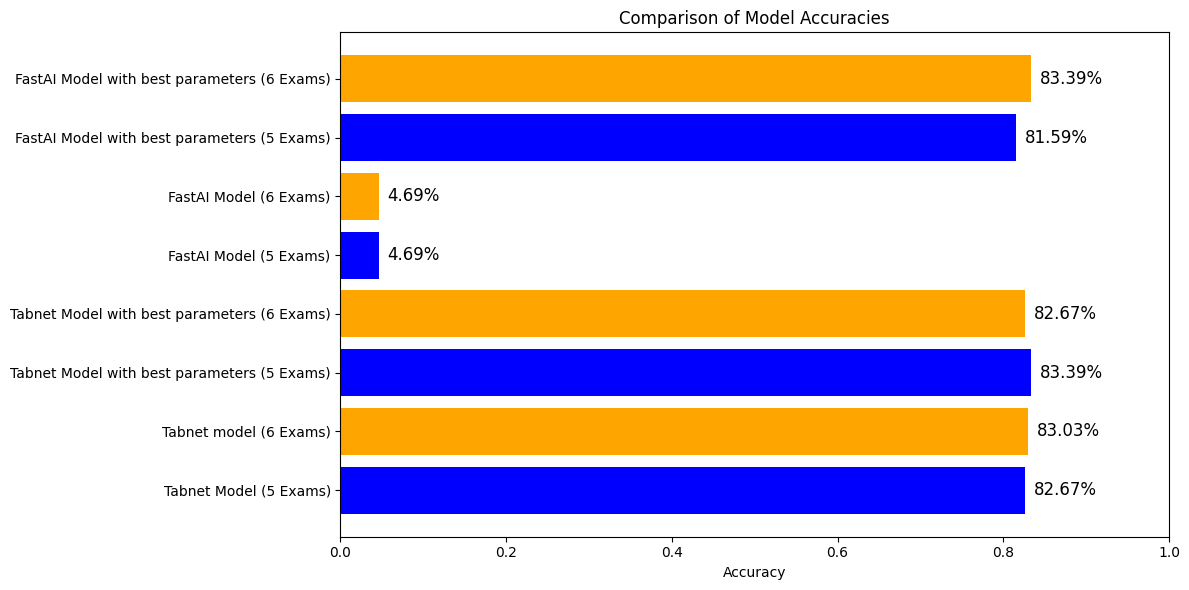 Comparison of Model Accuracies
FastAI Model with best parameters (6 Exams)
83.39%
FastAI Model with best parameters (5 Exams)
81.59%
FastAI Model (6 Exams)
4.69%
FastAI Model (5 Exams)
4.69%
Tabnet Model with best parameters (6 Exams)
82.67%
Tabnet Model with best parameters (5 Exams)
83.39%
Tabnet model (6 Exams)
83.03%
Tabnet Model (5 Exams)
82.67%
0.0 0.2 0.4 0.6 0.8 1.0
Accuracy